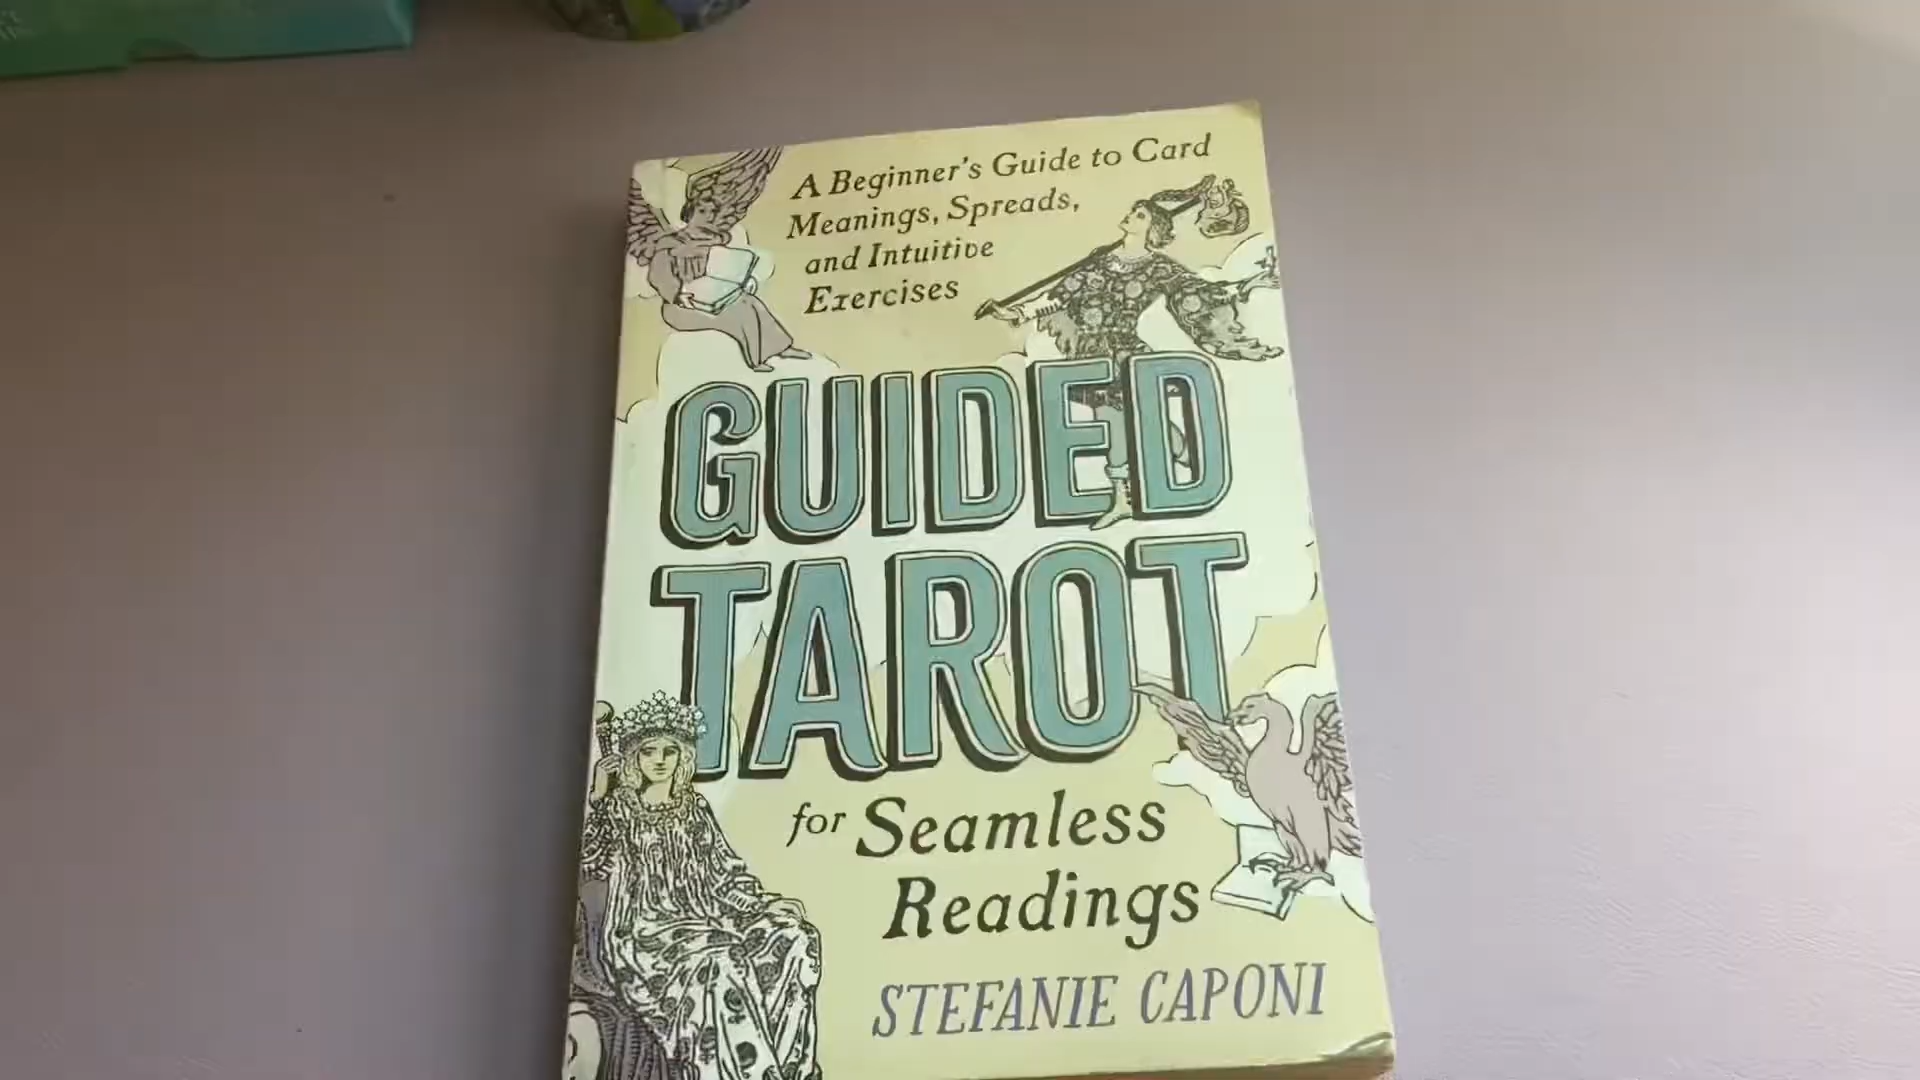 A Beginner's Guide to Card
Meanings, Spreads,
and Intuitive
Exercises
GUIDED
TAROT
for Seamless
Readings
STEFANIE CAPONI